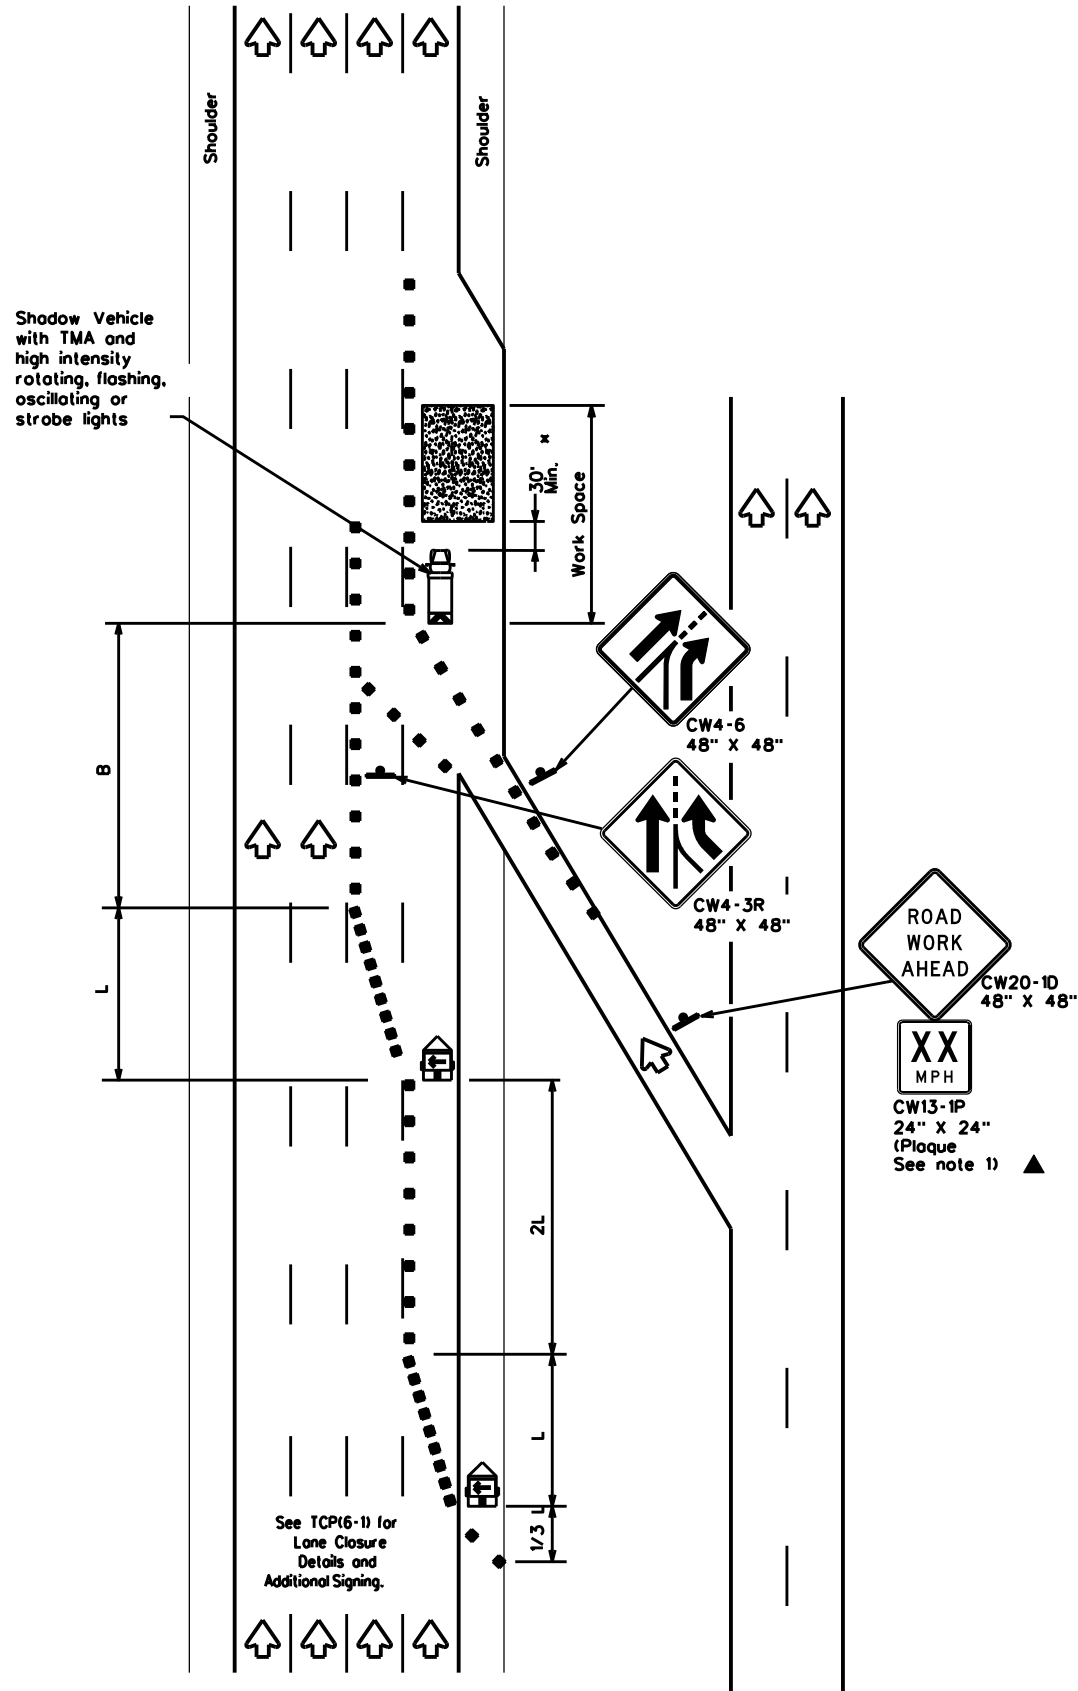 Shoulder
Shoulder
Shadow Vehicle
with TMA and
high intensity
rotating, flashing,
oscillating or
strobe lights
30'
Min.
x
Work Space
CW4-6
48" X 48"
B
CW4-3R
48" X 48"
ROAD
WORK
AHEAD
CW20-1D
48" X 48"
L
XX
MPH
CW13-1P
24" X 24"
(Plaque
See note 1)
2L
L
1/3 L
See TCP(6-1) for
Lane Closure
Details and
Additional Signing.